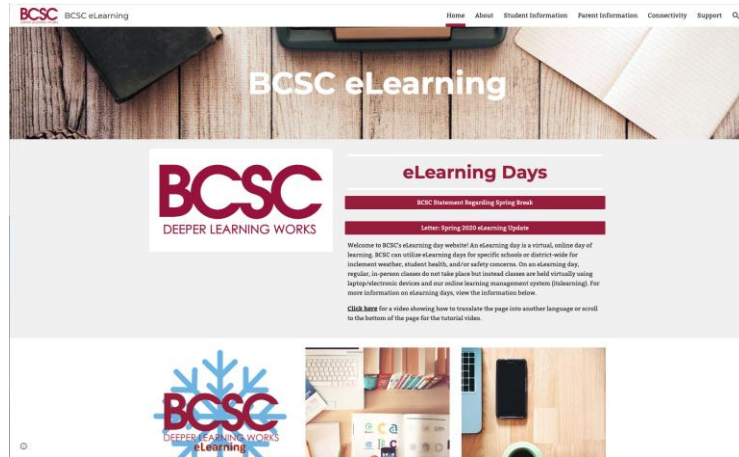 BCSC BCSC eLearning
DEEPER LEARNING WORKS
Home About Student Information Parent Information Connectivity Support
BCSC eLearning
BCSC
DEEPER LEARNING WORKS
eLearning Days
BCSC Statement Regarding Spring Break
Letter: Spring 2020 eLearning Update
Welcome to BCSC's eLearning day website! An eLearning day is a virtual, online day of
learning. BCSC can utilize eLearning days for specific schools or district-wide for
inclement weather, student health, and/or safety concerns. On an eLearning day,
regular, in-person classes do not take place but instead classes are held virtually using
laptop/electronic devices and our online learning management system (itslearning). For
more information on eLearning days, view the information below.
Click here for a video showing how to translate the page into another language or scroll
to the bottom of the page for the tutorial video.
BCSC
DEEPER LEARNING WORKS
eLearning